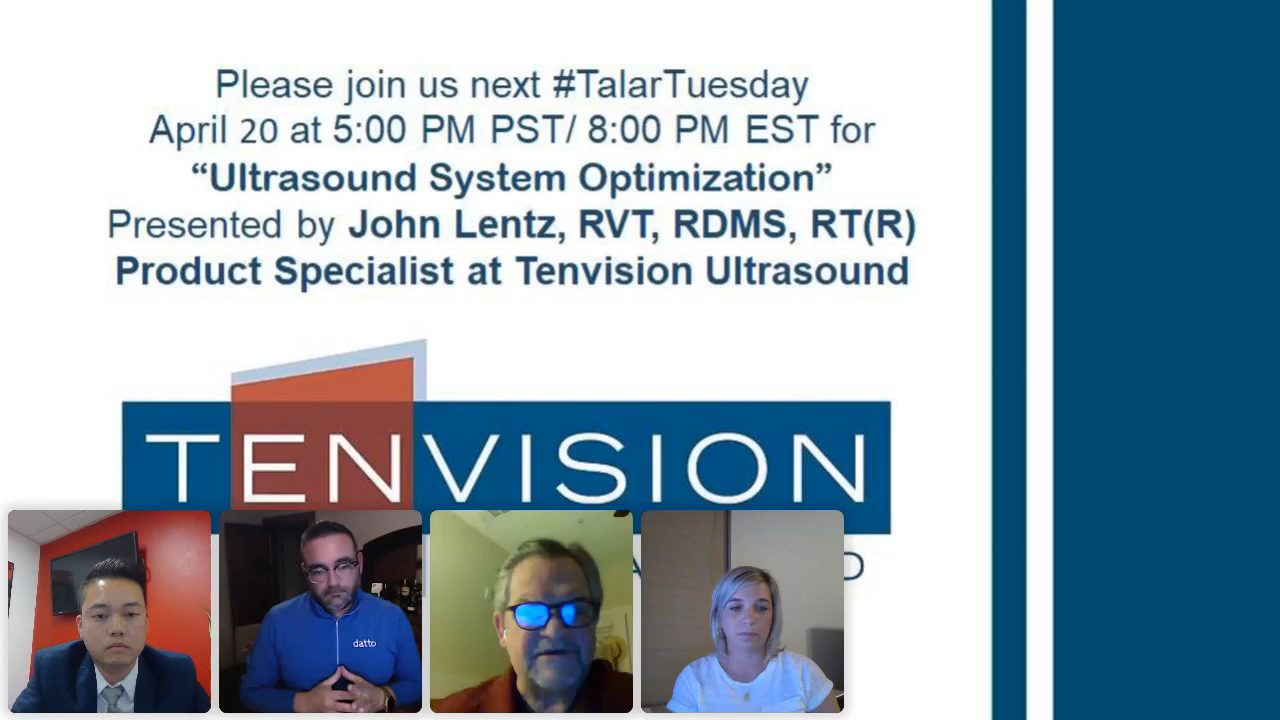 Please join us next #TalarTuesday
April 20 at 5:00 PM PST/ 8:00 PM EST for
“Ultrasound System Optimization”
Presented by John Lentz, RVT, RDMS, RT(R)
Product Specialist at Tenvision Ultrasound
TENVISION
datto